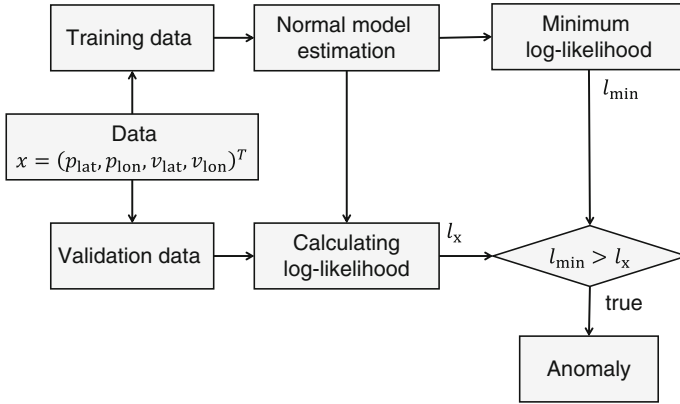 Training data
Normal model
estimation
Minimum
log-likelihood
l_min
Data
x = (p_lat, p_lon, v_lat, v_lon)^T
Validation data
Calculating
log-likelihood
l_x
l_min > l_x
true
Anomaly